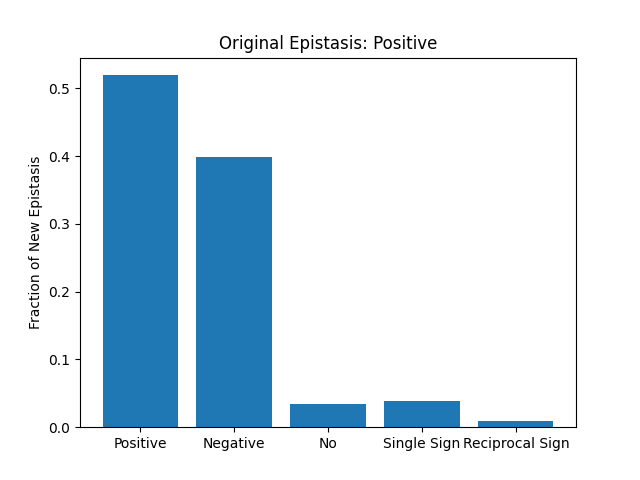 Original Epistasis: Positive
Fraction of New Epistasis
0.5
0.4
0.3
0.2
0.1
0.0
Positive Negative No Single Sign Reciprocal Sign